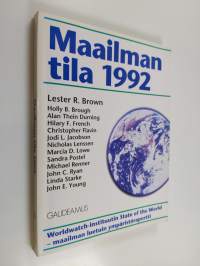 Maailman
tila 1992
Lester R. Brown
Holly B. Brough
Alan Thein Durning
Hilary F. French
Christopher Flavin
Jodi L. Jacobson
Nicholas Lenssen
Marcia D. Lowe
Sandra Postel
Michael Renner
John C. Ryan
Linda Starke
John E. Young
GAUDEAMUS
Worldwatch-instituutin State of the World
– maailman luetuin ympäristöraportti